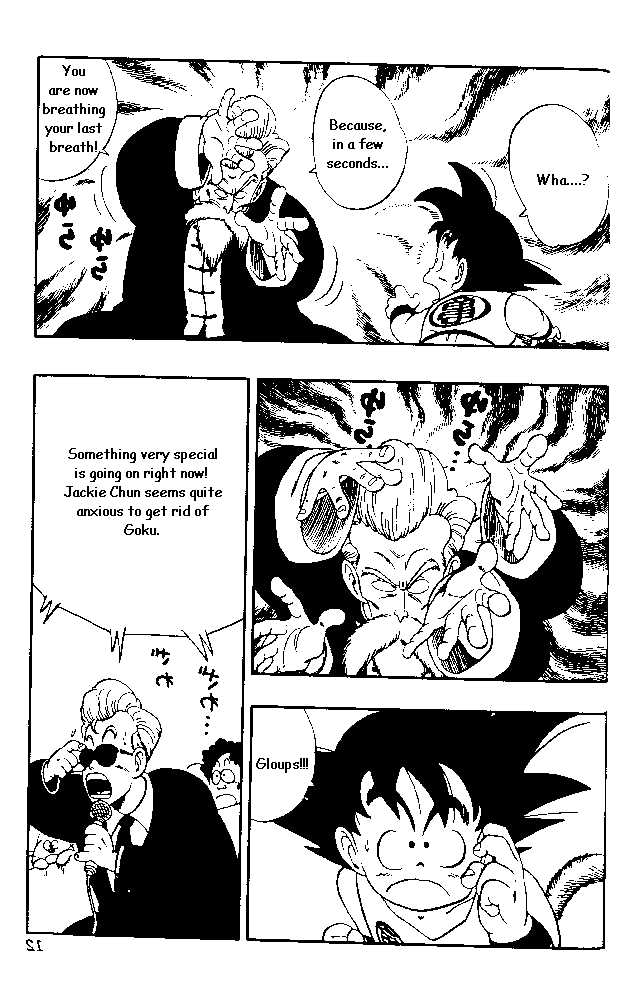 Wha....?
Because,
in a few
seconds...
You
are now
breathing
your last
breath!
Gloups!!!
Something very special
is going on right now!
Jackie Chun seems quite
anxious to get rid of
Goku.
12